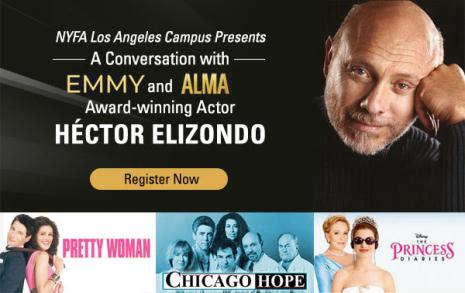 NYFA Los Angeles Campus Presents
A Conversation with
EMMY and ALMA
Award-winning Actor
HÉCTOR ELIZONDO
Register Now
PRETTY WOMAN
CHICAGO HOPE
Disney
THE
PRINCESS
DIARIES